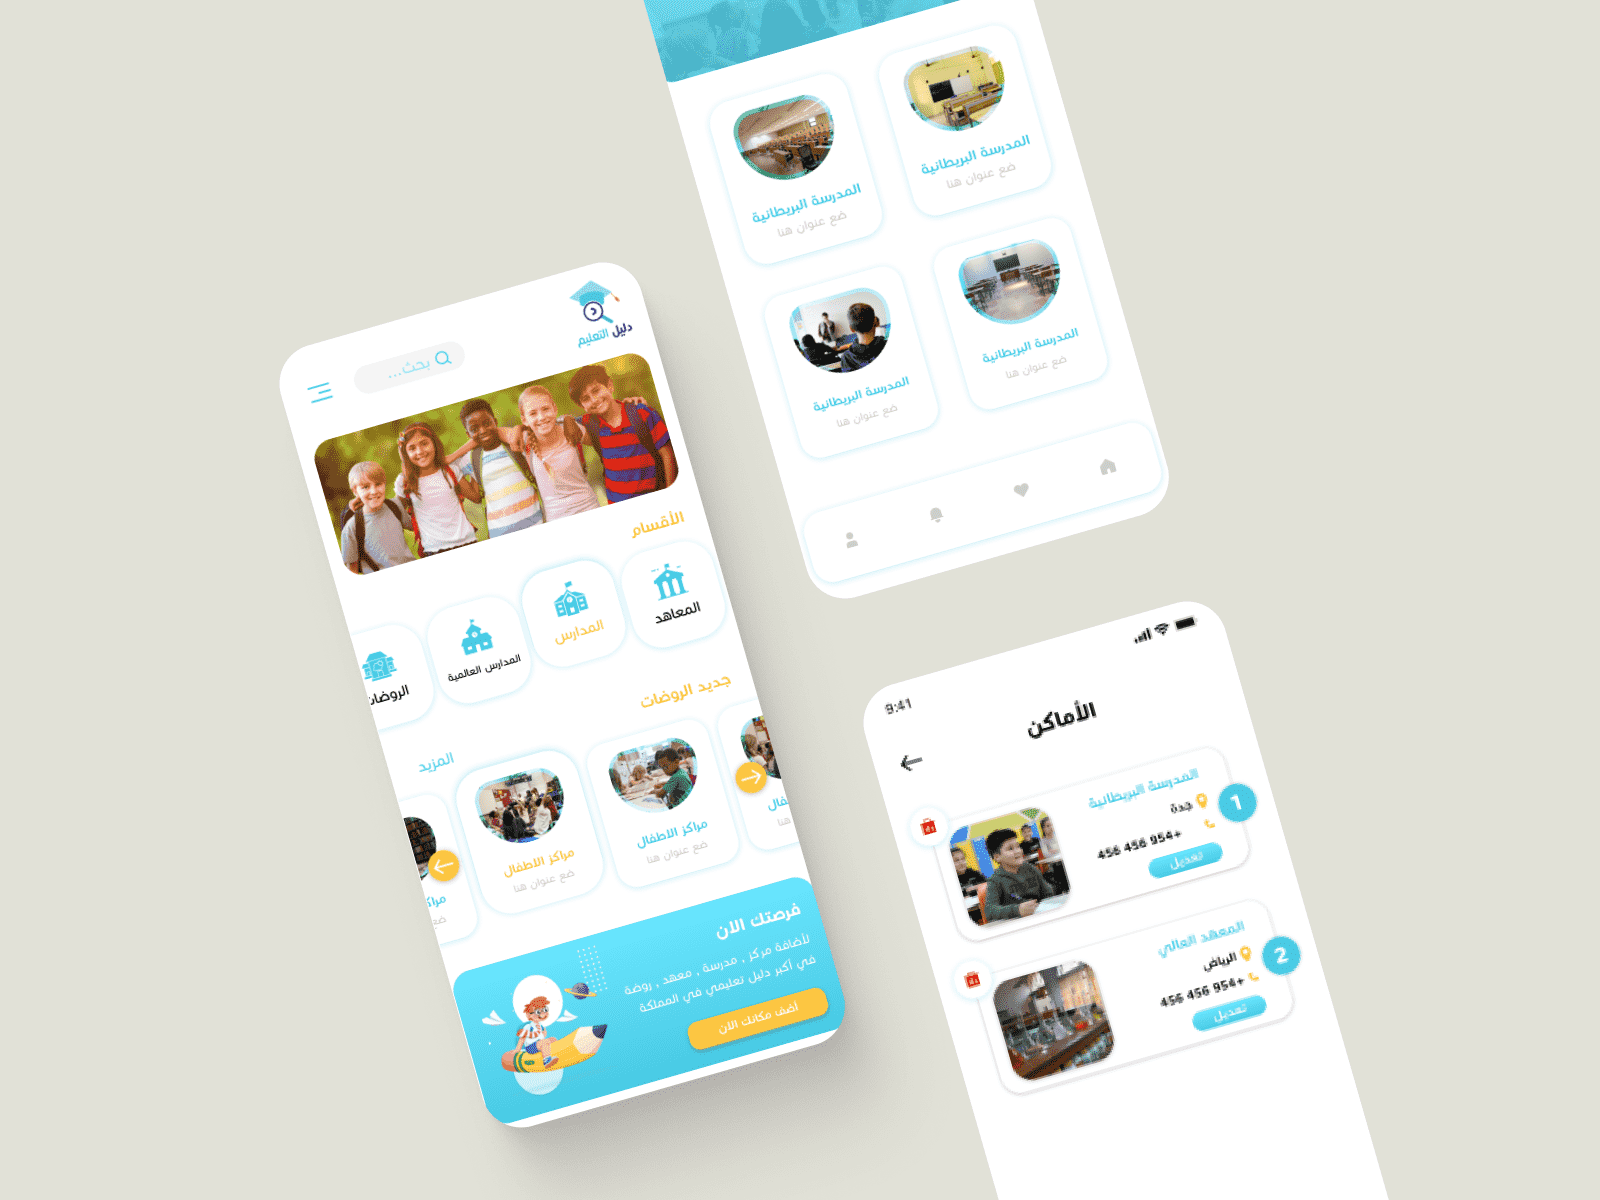 دليل التعليم
بحث...
الأقسام
المعاهد
المدارس
المدارس العالمية
الروضات
جديد الروضات
المزيد
مراكز الاطفال
ضع عنوان هنا
مراكز الاطفال
ضع عنوان هنا
فرصتك الان
لأضافة مركز , مدرسة , معهد , روضة
في أكبر دليل تعليمي في المملكة
أضف مكانك الان
المدرسة البريطانية
ضع عنوان هنا
المدرسة البريطانية
ضع عنوان هنا
المدرسة البريطانية
ضع عنوان هنا
المدرسة البريطانية
ضع عنوان هنا
9:41
الأماكن
1
المدرسة البريطانية
جدة
456 456 954+
تعديل
2
المعهد العالي
الرياض
456 456 954+
تعديل